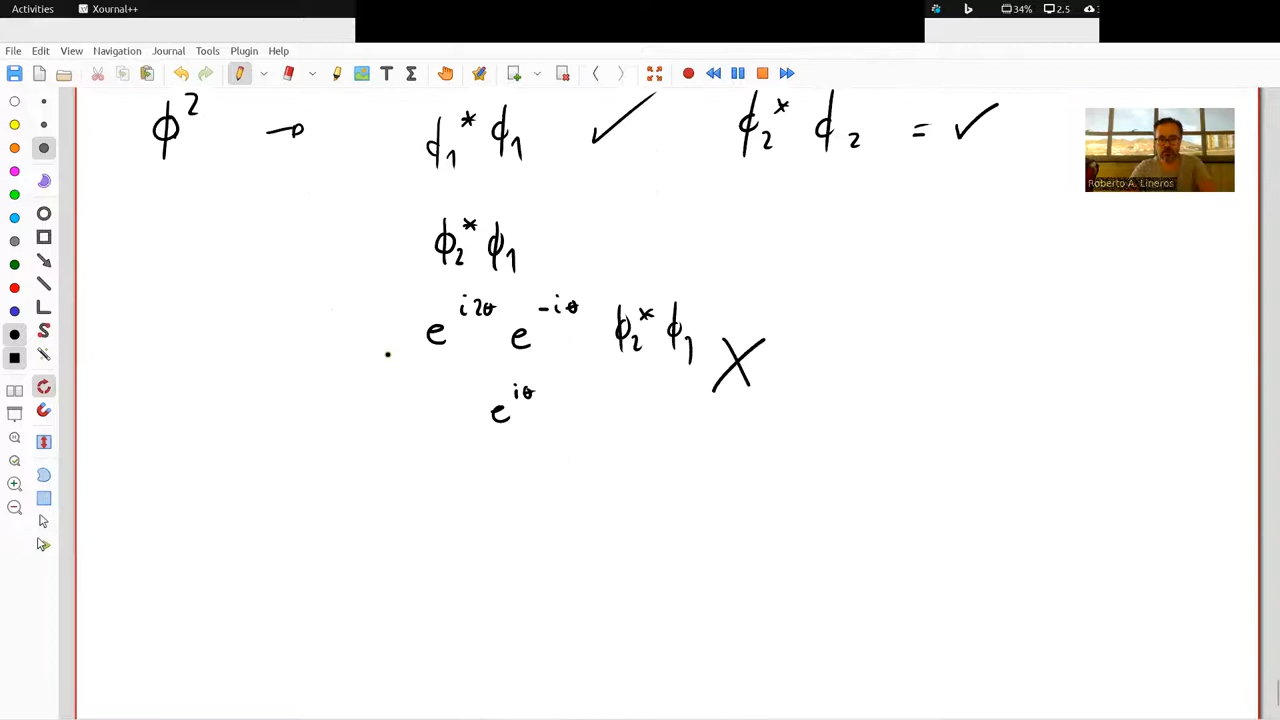 Activities Xournal++ 34% 2.5
File Edit View Navigation Journal Tools Plugin Help
ϕ² → ϕ₁* ϕ₁ ✓ ϕ₂* ϕ₂ = ✓
Roberto A. Lineros
ϕ₂* ϕ₁
e^{i2θ} e^{-iθ} ϕ₂* ϕ₁ X
e^{iθ}